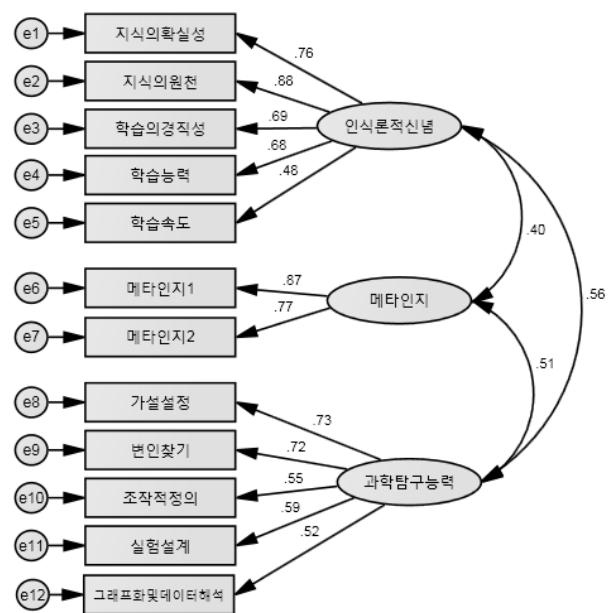 e1
지식의확실성
.76
e2
지식의원천
.88
e3
학습의경직성
.69
인식론적신념
e4
학습능력
.68
e5
학습속도
.48
.40
.56
e6
메타인지1
.87
메타인지
e7
메타인지2
.77
.51
e8
가설설정
.73
e9
변인찾기
.72
과학탐구능력
e10
조작적정의
.55
e11
실험설계
.59
e12
그래프화및데이터해석
.52